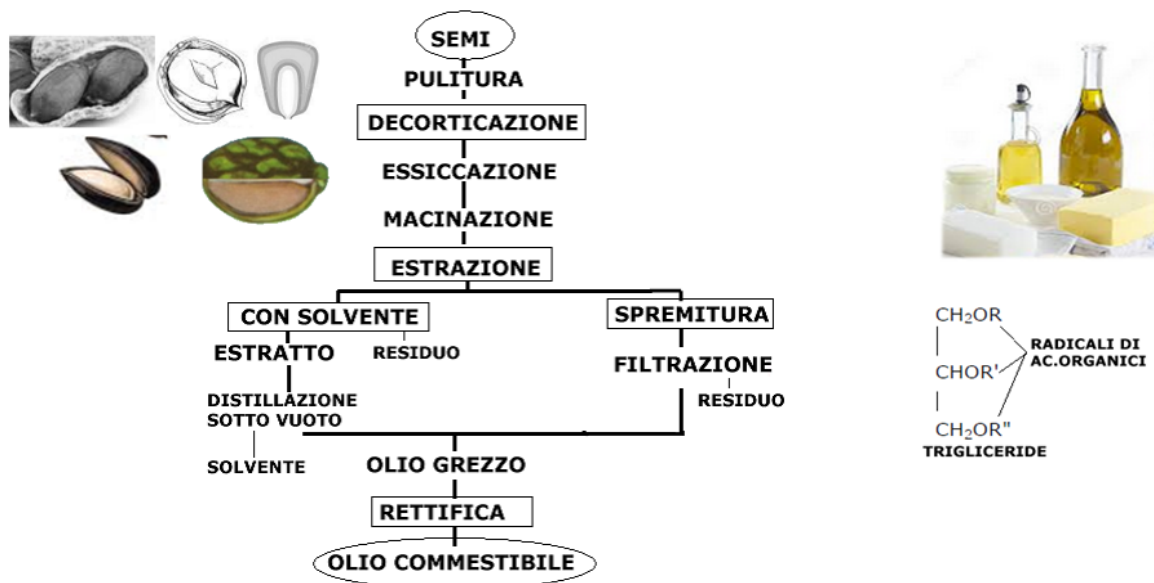 SEMI
PULITURA
DECORTICAZIONE
ESSICCAZIONE
MACINAZIONE
ESTRAZIONE
CON SOLVENTE
SPREMITURA
ESTRATTO
RESIDUO
FILTRAZIONE
RESIDUO
DISTILLAZIONE
SOTTO VUOTO
SOLVENTE
OLIO GREZZO
RETTIFICA
OLIO COMMESTIBILE
CH₂OR
CHOR'
CH₂OR"
RADICALI DI
AC.ORGANICI
TRIGLICERIDE